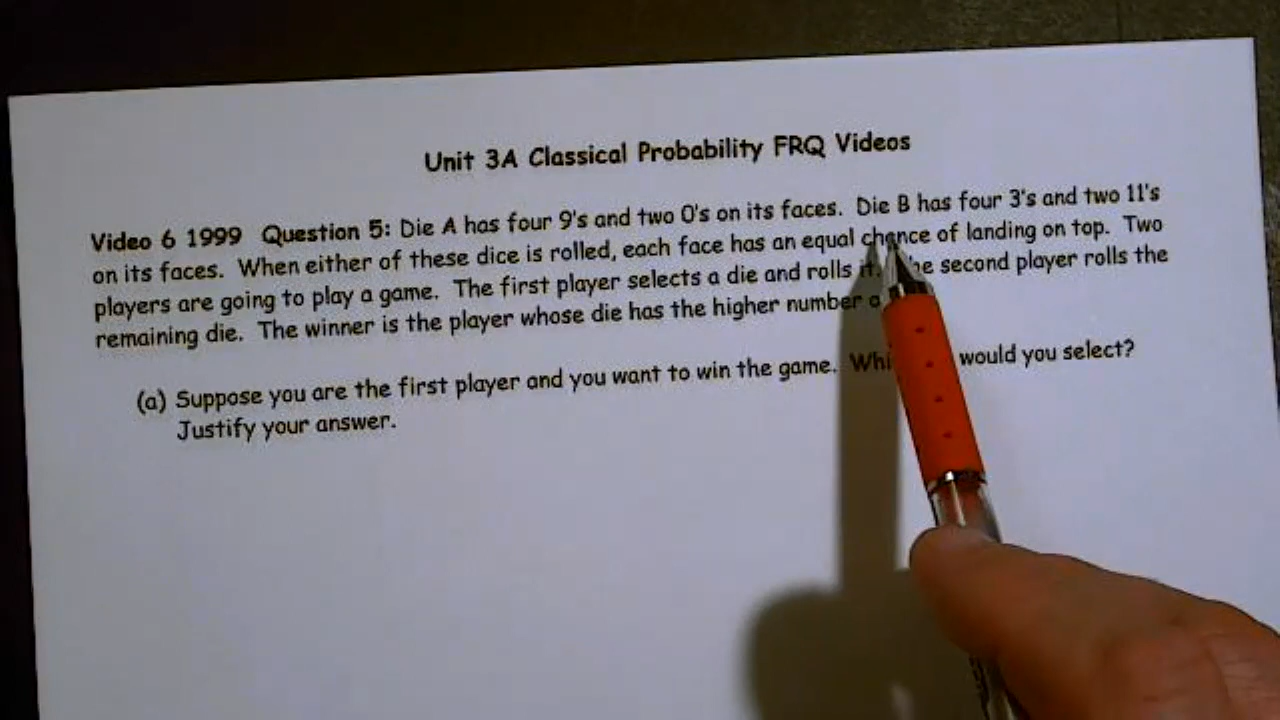 Unit 3A Classical Probability FRQ Videos
Video 6 1999 Question 5: Die A has four 9's and two 0's on its faces. Die B has four 3's and two 11's
on its faces. When either of these dice is rolled, each face has an equal chance of landing on top. Two
players are going to play a game. The first player selects a die and rolls it. second player rolls the
remaining die. The winner is the player whose die has the higher number
(a) Suppose you are the first player and you want to win the game. would you select?
Justify your answer.